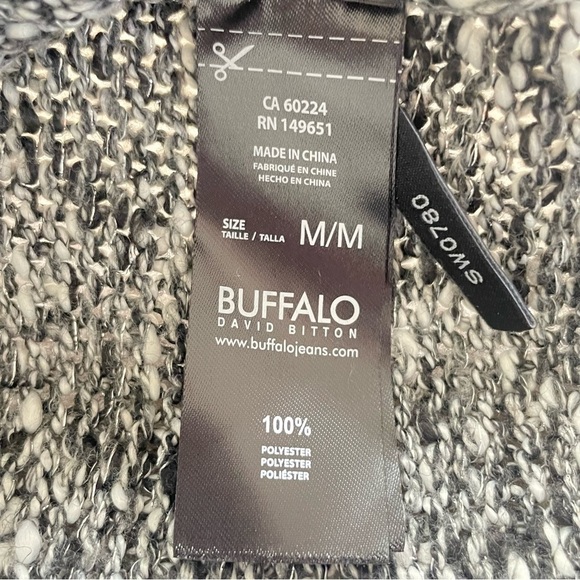 CA 60224
RN 149651
MADE IN CHINA
FABRIQUÉ EN CHINE
HECHO EN CHINA
SIZE
TAILLE / TALLA
M/M
BUFFALO
DAVID BITTON
www.buffalojeans.com
100%
POLYESTER
POLYESTER
POLIÉSTER
SW0780